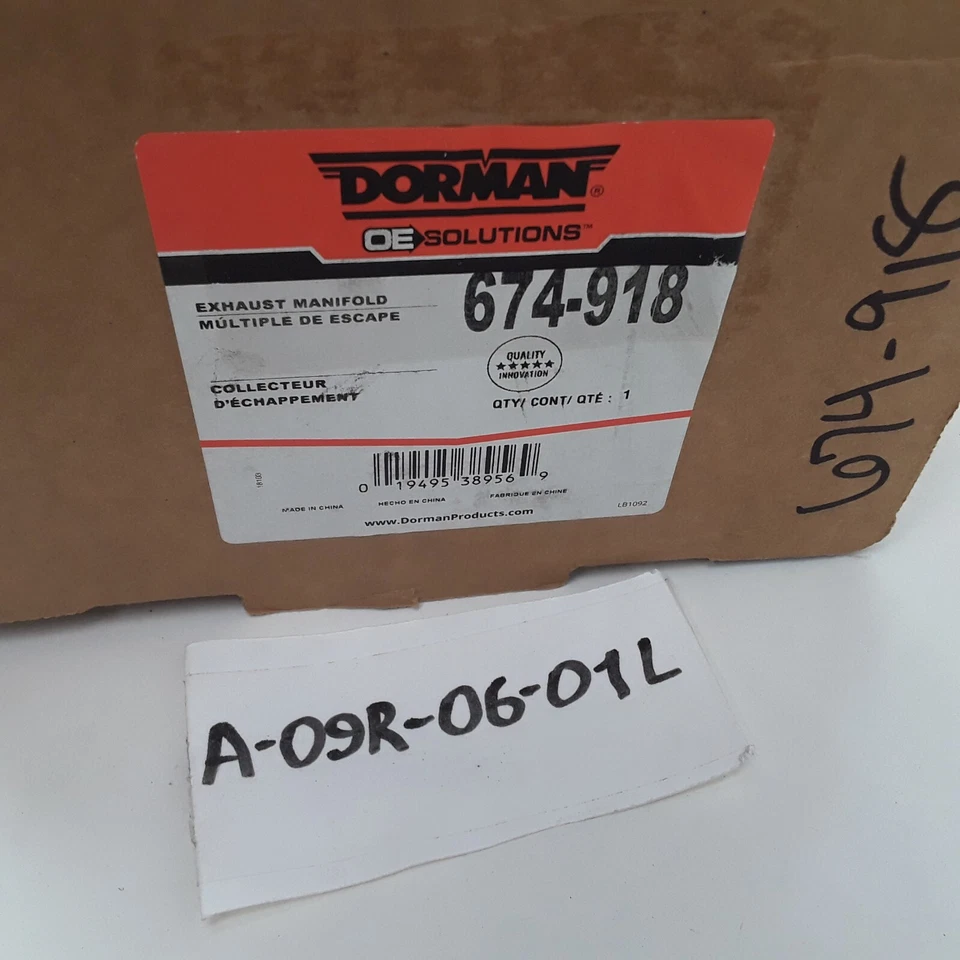 DORMAN®
OE SOLUTIONS™
EXHAUST MANIFOLD
MÚLTIPLE DE ESCAPE
674-918
QUALITY
★★★★★
INNOVATION
COLLECTEUR
D'ÉCHAPPEMENT
QTY/ CONT/ QTÉ : 1
0 19495 38956 9
MADE IN CHINA
HECHO EN CHINA
FABRIQUÉ EN CHINE
LB1092
www.DormanProducts.com
674-918
A-09R-06-01L